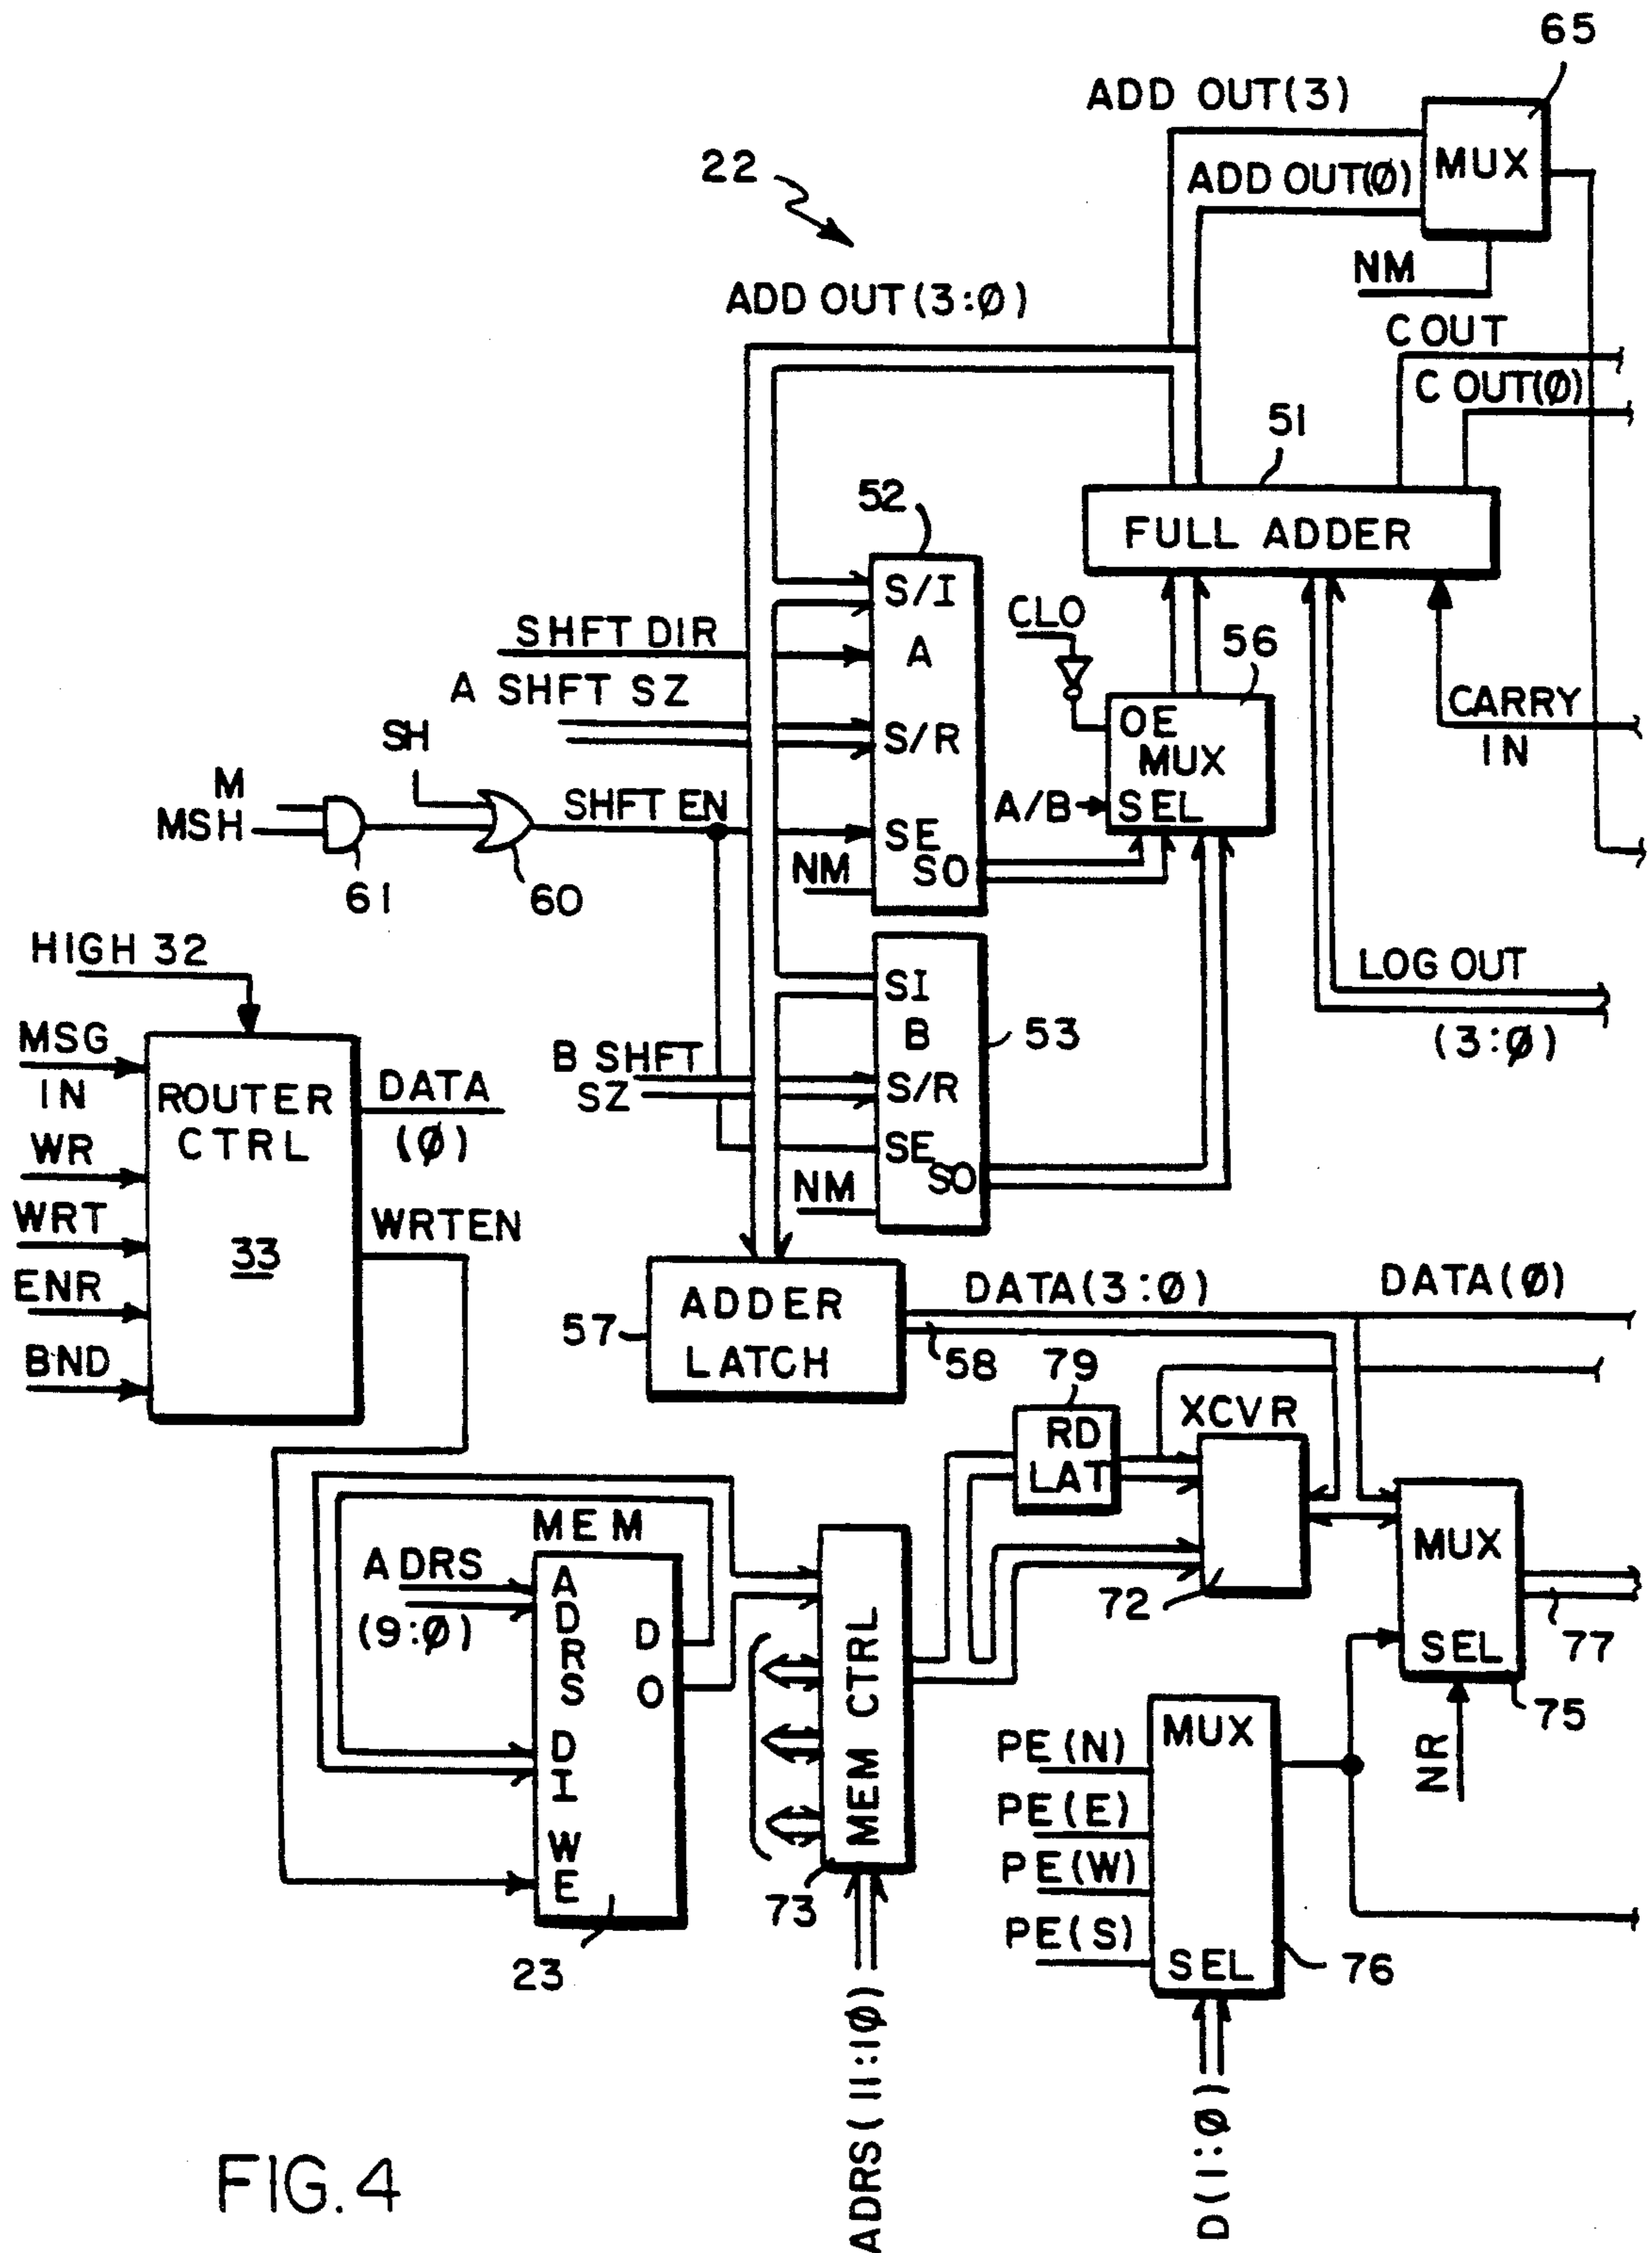 65
ADD OUT(3)
MUX
22
ADD OUT(Ø)
NM
ADD OUT(3:Ø)
C OUT
C OUT(Ø)
51
FULL ADDER
52
S/I
A
S/R
SE
SO
SHFT DIR
A SHFT SZ
CLO
56
OE
MUX
SEL
A/B
CARRY
IN
SH
M
MSH
SHFT EN
61
60
NM
HIGH 32
LOG OUT
(3:Ø)
SI
B
S/R
SE
SO
53
B SHFT
SZ
NM
MSG
IN
WR
WRT
ENR
BND
ROUTER
CTRL
33
DATA
(Ø)
WRTEN
ADDER
LATCH
57
DATA(3:Ø)
DATA(Ø)
58
79
RD
LAT
XCVR
72
MEM
ADRS
(9:Ø)
A
D
R
S
D
O
D
I
W
E
23
MEM CTRL
73
MUX
SEL
77
75
NR
PE(N)
PE(E)
PE(W)
PE(S)
MUX
SEL
76
ADRS(11:1Ø)
D(1:Ø)
FIG.4